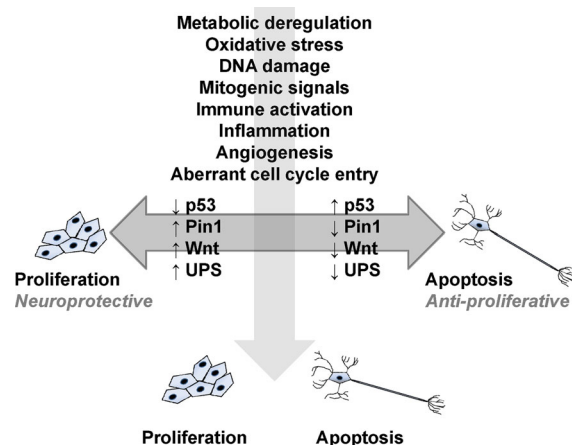 Metabolic deregulation
Oxidative stress
DNA damage
Mitogenic signals
Immune activation
Inflammation
Angiogenesis
Aberrant cell cycle entry
↓ p53
↑ Pin1
↑ Wnt
↑ UPS
↑ p53
↓ Pin1
↓ Wnt
↓ UPS
Proliferation
Neuroprotective
Apoptosis
Anti-proliferative
Proliferation
Apoptosis